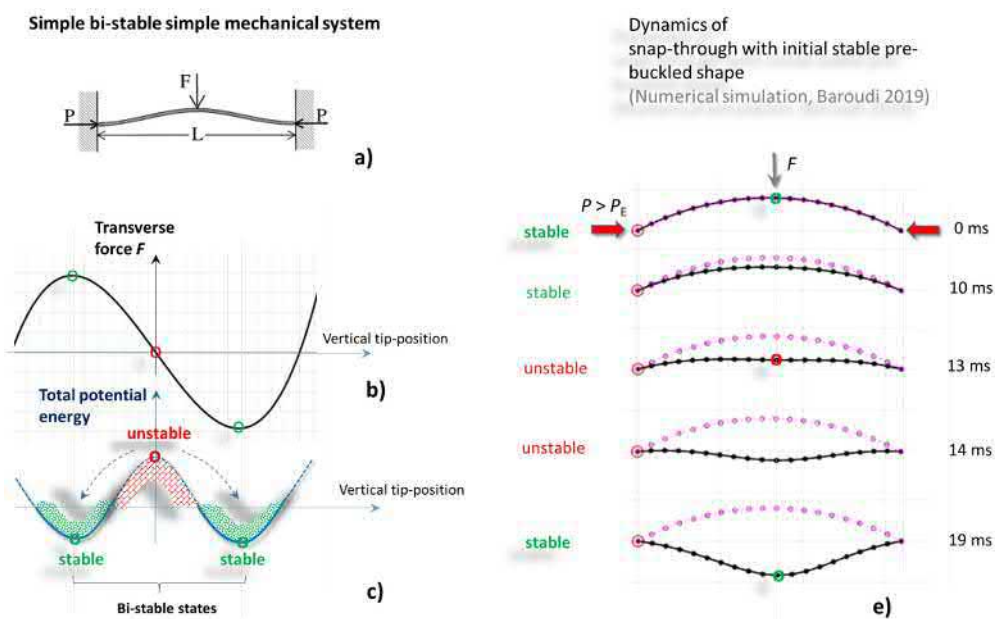 Simple bi-stable simple mechanical system
F
P
P
L
a)
Transverse
force F
Vertical tip-position
b)
Total potential
energy
unstable
Vertical tip-position
stable
stable
c)
Bi-stable states
Dynamics of
snap-through with initial stable pre-
buckled shape
(Numerical simulation, Baroudi 2019)
F
P > PE
stable
0 ms
stable
10 ms
unstable
13 ms
unstable
14 ms
stable
19 ms
e)